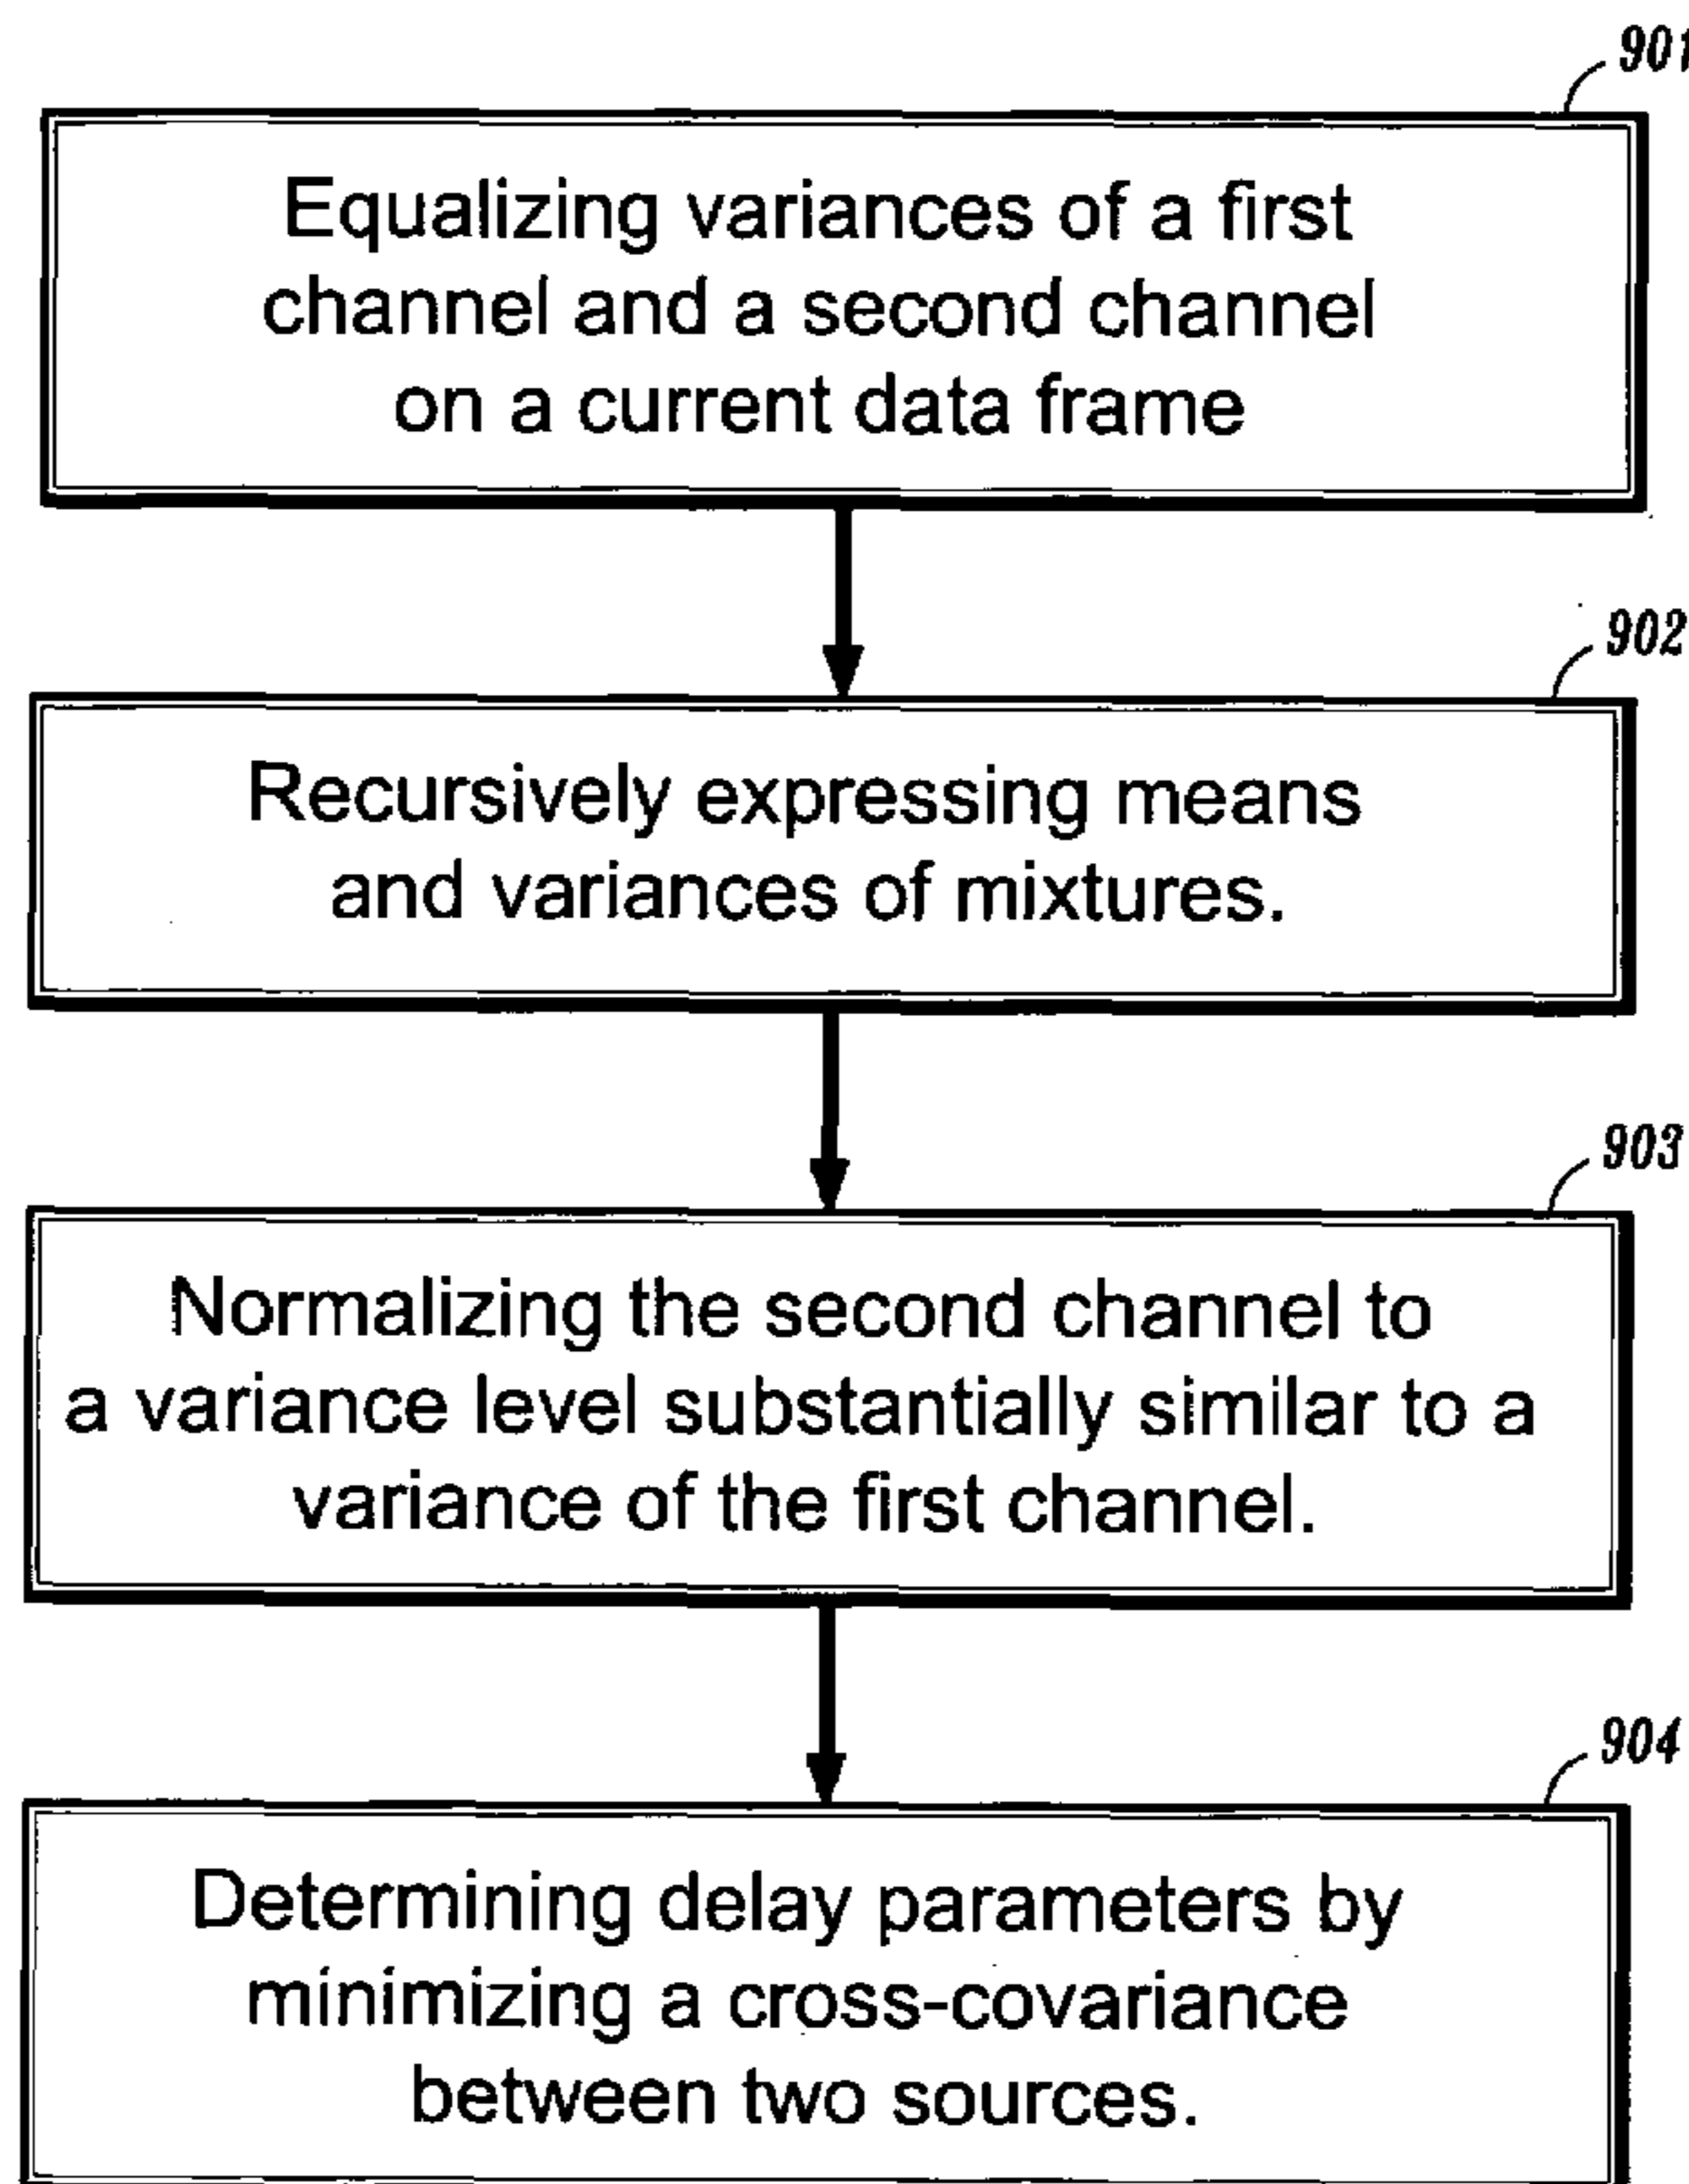 901
Equalizing variances of a first
channel and a second channel
on a current data frame
902
Recursively expressing means
and variances of mixtures.
903
Normalizing the second channel to
a variance level substantially similar to a
variance of the first channel.
904
Determining delay parameters by
minimizing a cross-covariance
between two sources.